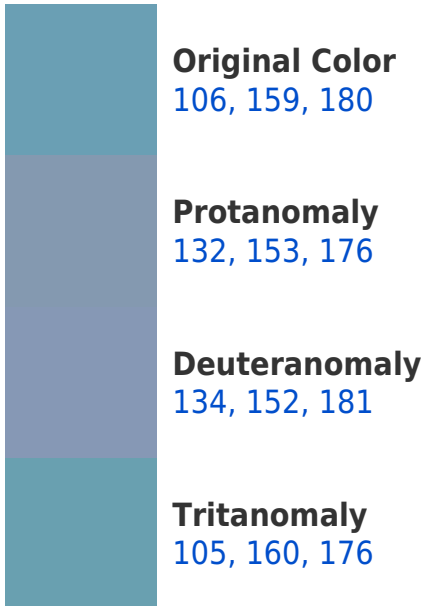 Original Color
106, 159, 180
Protanomaly
132, 153, 176
Deuteranomaly
134, 152, 181
Tritanomaly
105, 160, 176